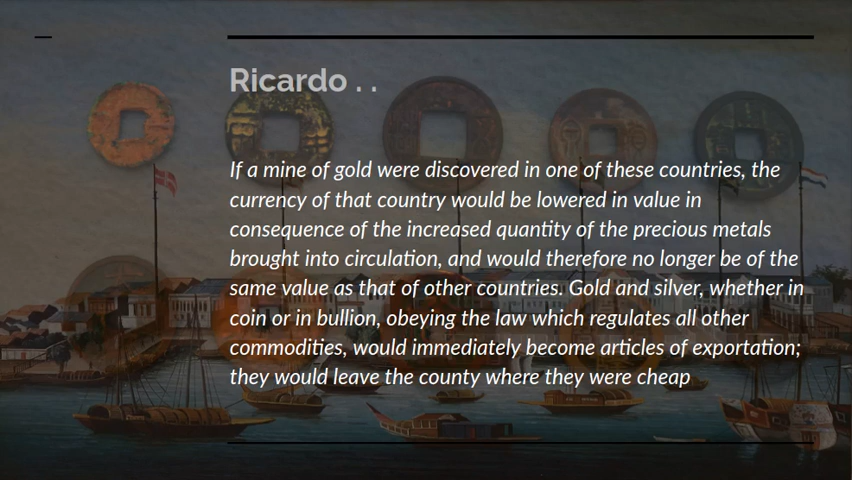 Ricardo . .
If a mine of gold were discovered in one of these countries, the
currency of that country would be lowered in value in
consequence of the increased quantity of the precious metals
brought into circulation, and would therefore no longer be of the
same value as that of other countries. Gold and silver, whether in
coin or in bullion, obeying the law which regulates all other
commodities, would immediately become articles of exportation;
they would leave the county where they were cheap